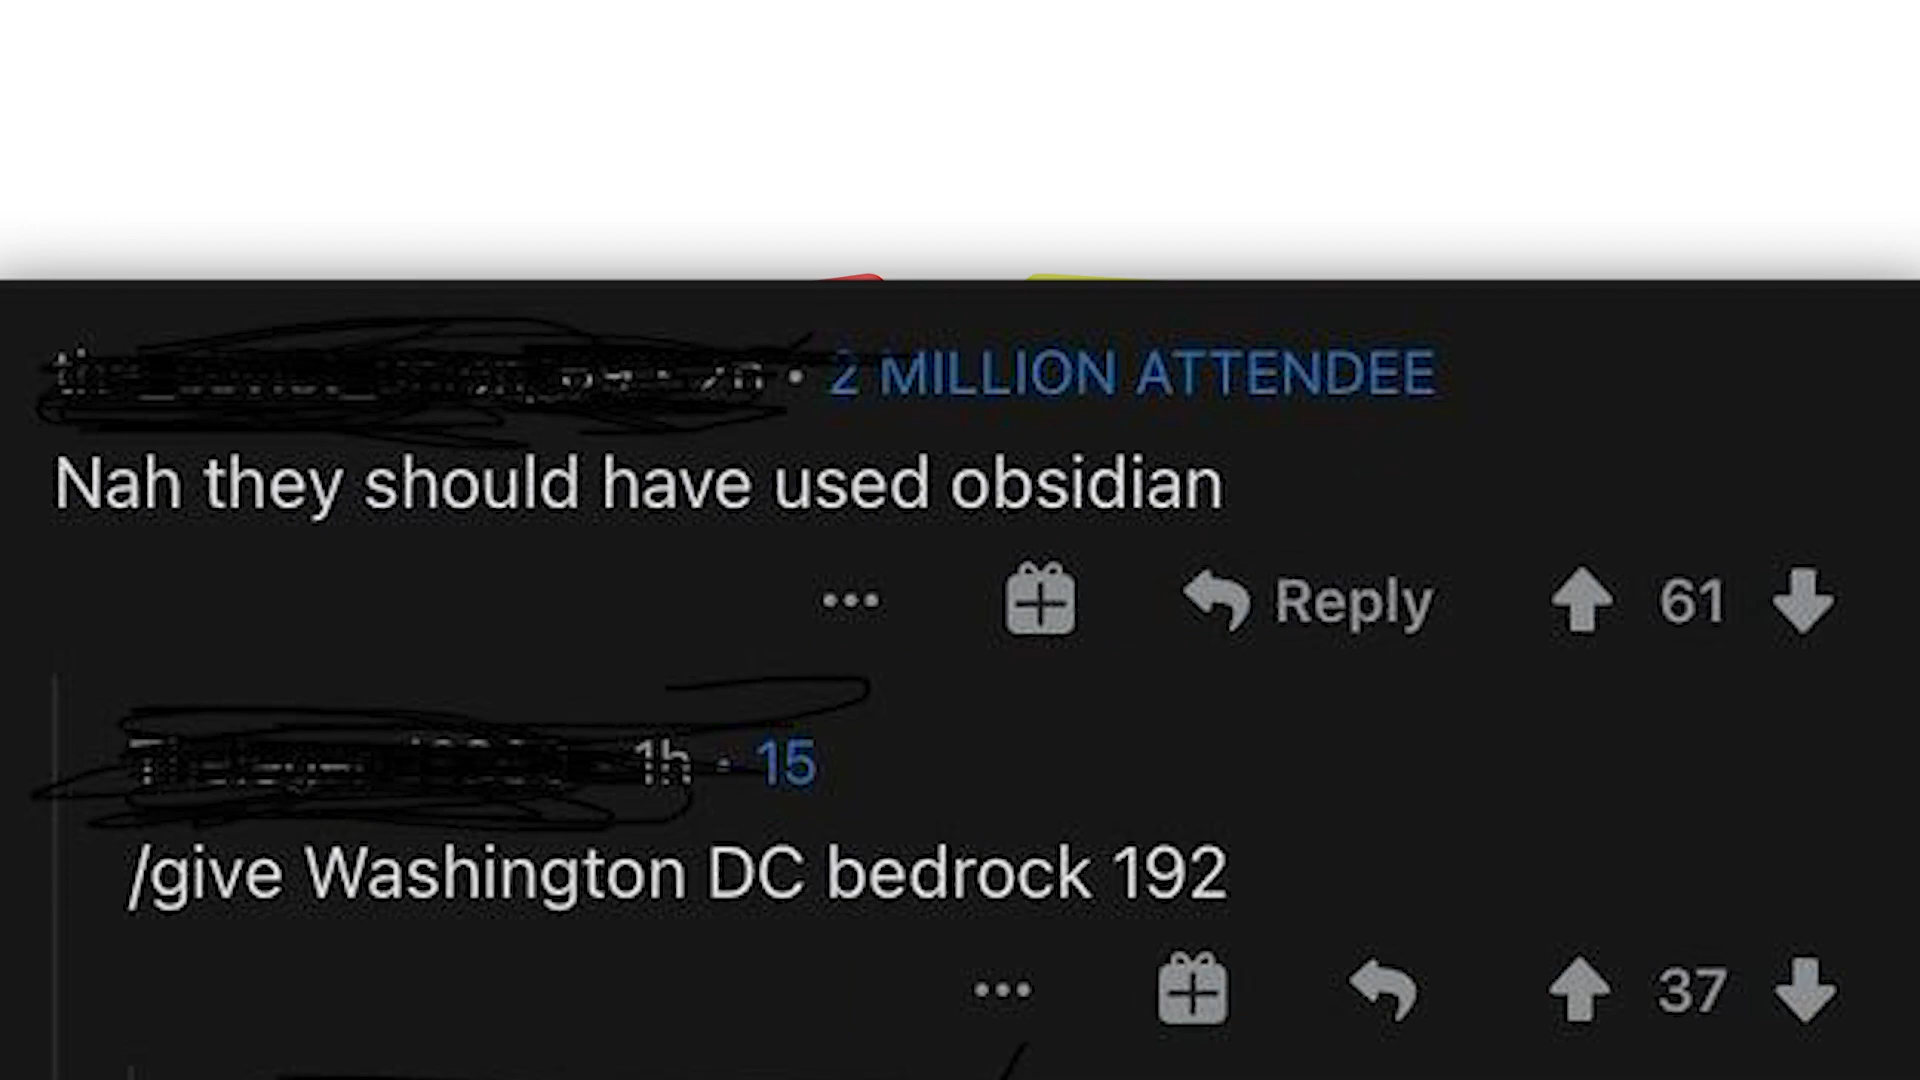 2 MILLION ATTENDEE
Nah they should have used obsidian
Reply 61
1h · 15
/give Washington DC bedrock 192
37